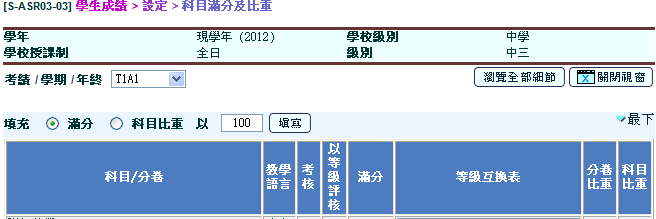 [S-ASR03-03] 學生成績 > 設定 > 科目滿分及比重
學年 現學年 (2012) 學校級別 中學
學校授課制 全日 級別 中三
考績 / 學期 / 年終 T1A1 瀏覽全部細節 關閉視窗
填充 滿分 科目比重 以 100 填寫 最下
科目/分卷 教學語言 考核 以等級評核 滿分 等級互換表 分卷比重 科目比重